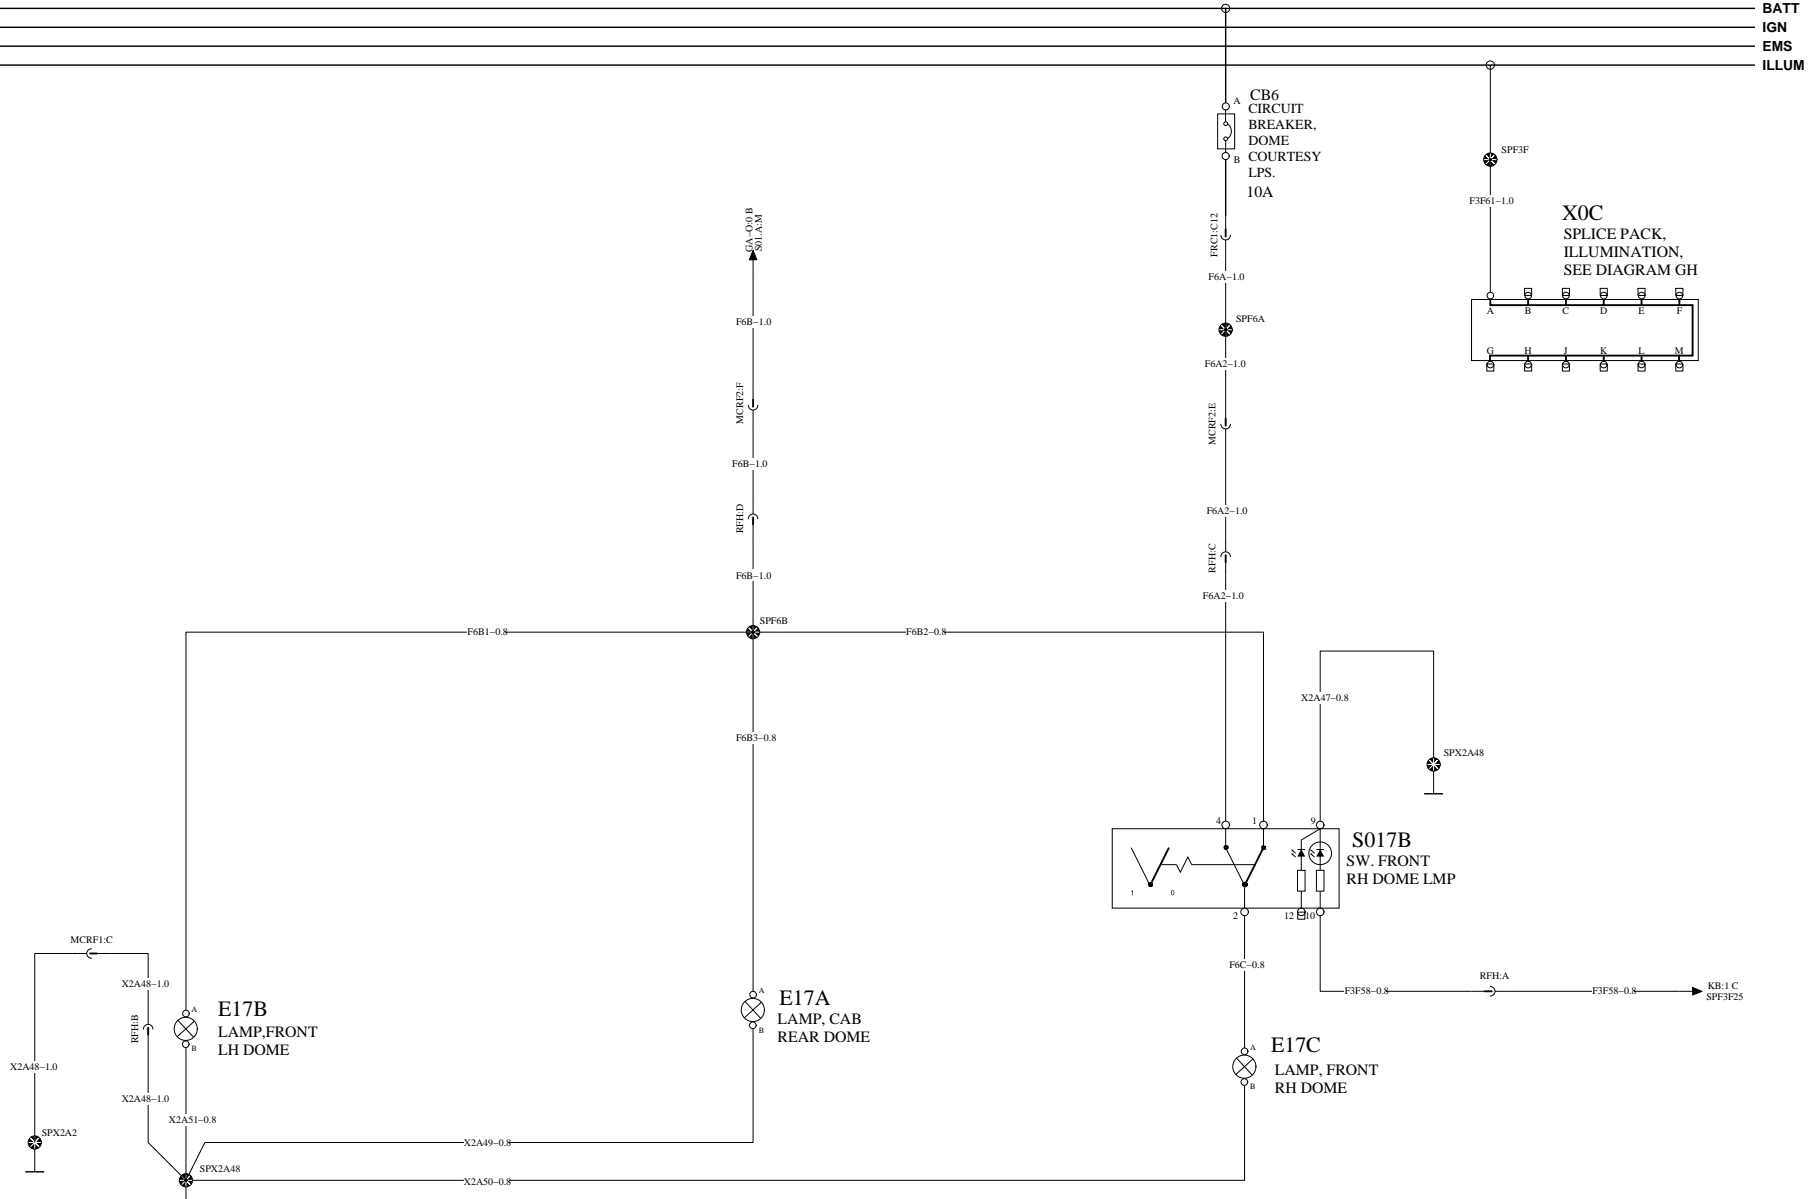 BATT
IGN
EMS
ILLUM
A
CB6
CIRCUIT
BREAKER,
DOME
COURTESY
LPS.
B
10A
SPF3F
F3F61–1.0
X0C
SPLICE PACK,
ILLUMINATION,
SEE DIAGRAM GH
A B C D E F
G H J K L M
GA–O:0 B
S01.A:M
FRC1:C12
F6A–1.0
SPF6A
F6B–1.0
F6A2–1.0
MCRF2:F
MCRF2:E
F6B–1.0
F6A2–1.0
RFH:D
RFH:C
F6B–1.0
F6A2–1.0
SPF6B
F6B1–0.8
F6B2–0.8
X2A47–0.8
F6B3–0.8
SPX2A48
4
1
9
S017B
SW. FRONT
RH DOME LMP
1
0
2
12
10
MCRF1:C
F6C–0.8
X2A48–1.0
RFH:A
F3F58–0.8
F3F58–0.8
KB:1 C
SPF3F25
A
E17B
LAMP,FRONT
LH DOME
B
A
E17A
LAMP, CAB
REAR DOME
B
RFH:B
A
E17C
LAMP, FRONT
RH DOME
B
X2A48–1.0
X2A48–1.0
X2A51–0.8
SPX2A2
X2A49–0.8
SPX2A48
X2A50–0.8